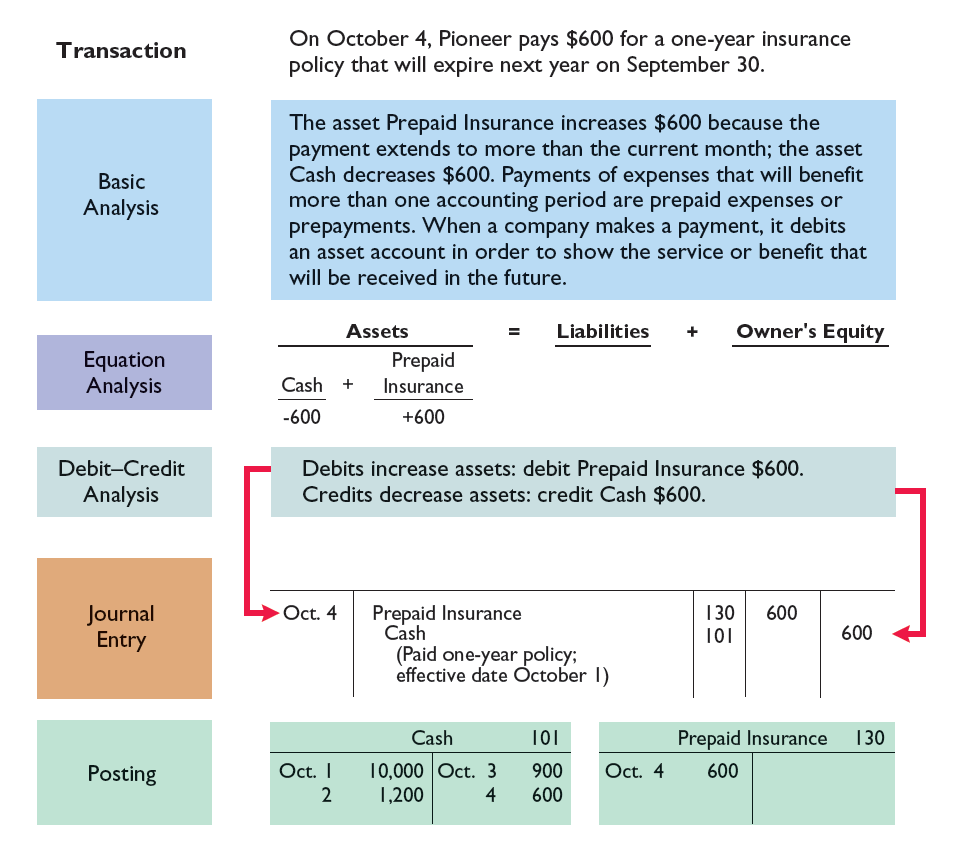 Transaction
On October 4, Pioneer pays $600 for a one-year insurance
policy that will expire next year on September 30.
Basic
Analysis
The asset Prepaid Insurance increases $600 because the
payment extends to more than the current month; the asset
Cash decreases $600. Payments of expenses that will benefit
more than one accounting period are prepaid expenses or
prepayments. When a company makes a payment, it debits
an asset account in order to show the service or benefit that
will be received in the future.
Equation
Analysis
Assets = Liabilities + Owner's Equity
Prepaid
Cash + Insurance
-600 +600
Debit–Credit
Analysis
Debits increase assets: debit Prepaid Insurance $600.
Credits decrease assets: credit Cash $600.
Journal
Entry
Oct. 4 Prepaid Insurance 130 600
Cash 101 600
(Paid one-year policy;
effective date October 1)
Posting
Cash 101
Oct. 1 10,000 Oct. 3 900
2 1,200 4 600
Prepaid Insurance 130
Oct. 4 600